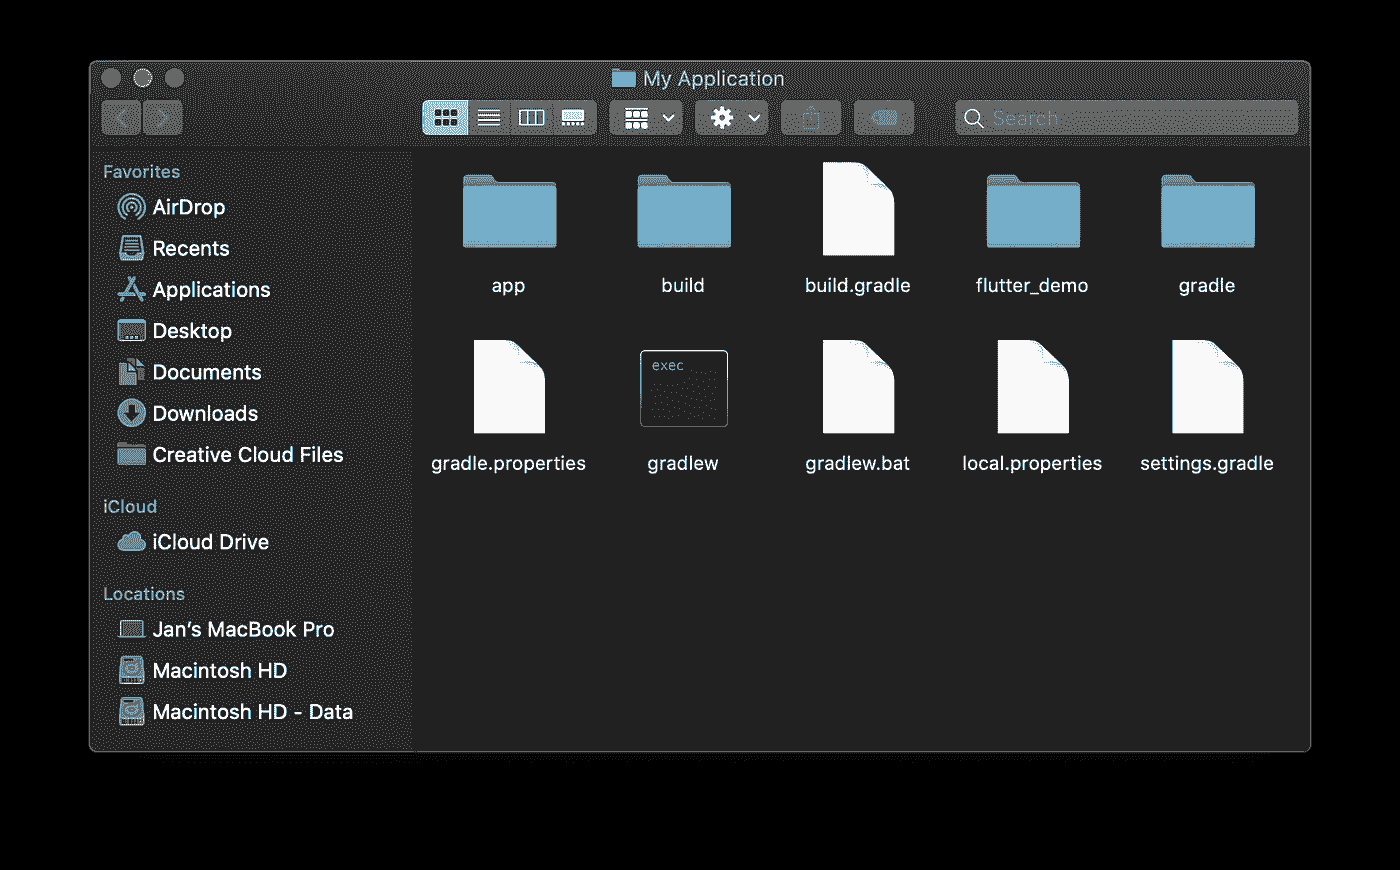 My Application
Search
Favorites
AirDrop
Recents
Applications
Desktop
Documents
Downloads
Creative Cloud Files
iCloud
iCloud Drive
Locations
Jan’s MacBook Pro
Macintosh HD
Macintosh HD - Data
app build build.gradle flutter_demo gradle
exec
gradle.properties gradlew gradlew.bat local.properties settings.gradle